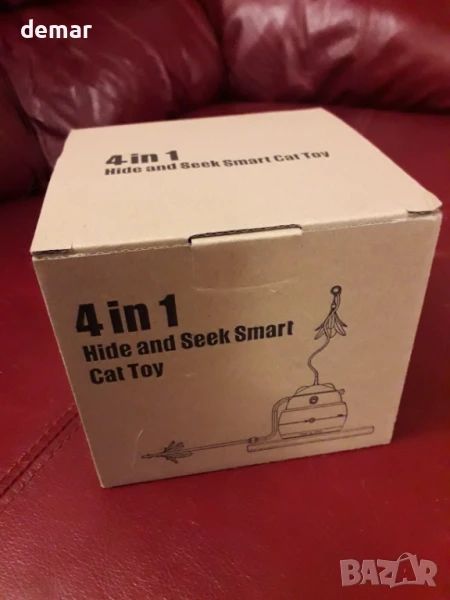 demar
4 in 1
Hide and Seek Smart Cat Toy
4 in 1
Hide and Seek Smart
Cat Toy
BAZAR